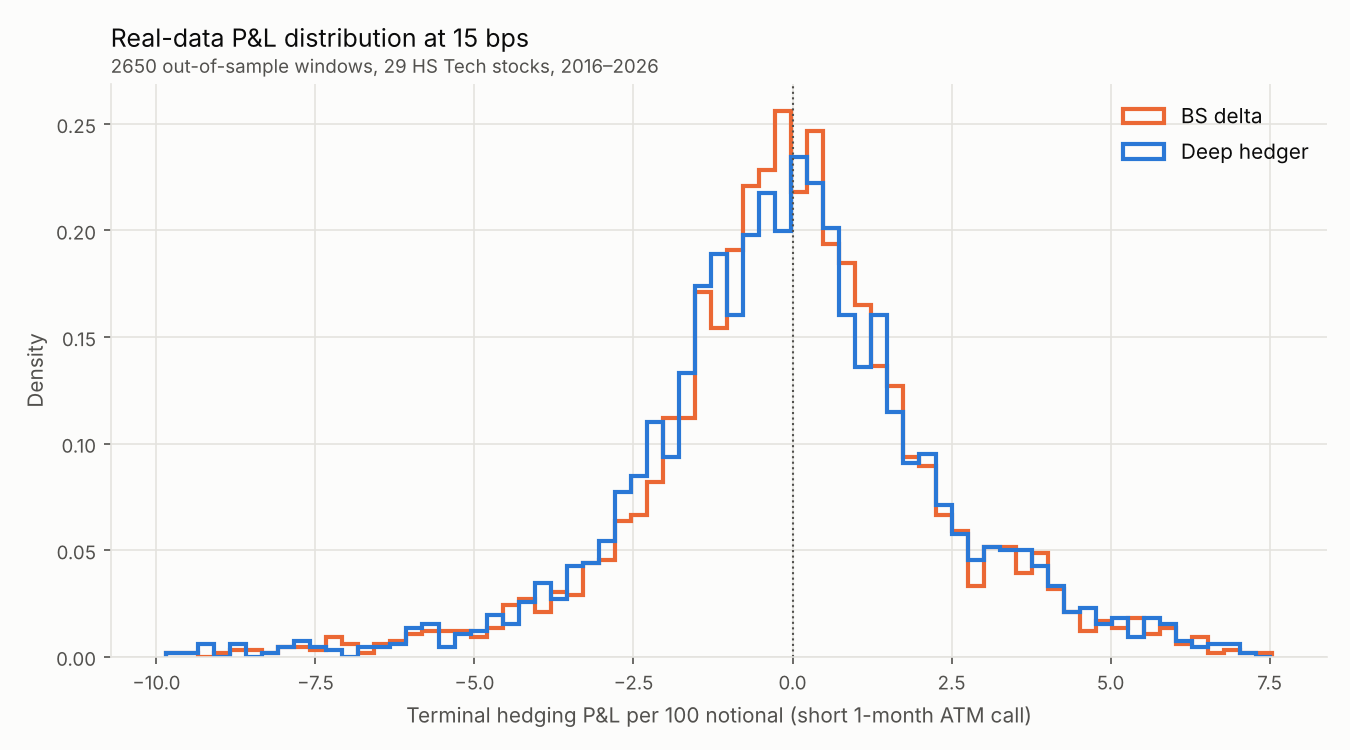 Real-data P&L distribution at 15 bps
2650 out-of-sample windows, 29 HS Tech stocks, 2016–2026
BS delta
Deep hedger
Density
0.25
0.20
0.15
0.10
0.05
0.00
−10.0 −7.5 −5.0 −2.5 0.0 2.5 5.0 7.5
Terminal hedging P&L per 100 notional (short 1-month ATM call)